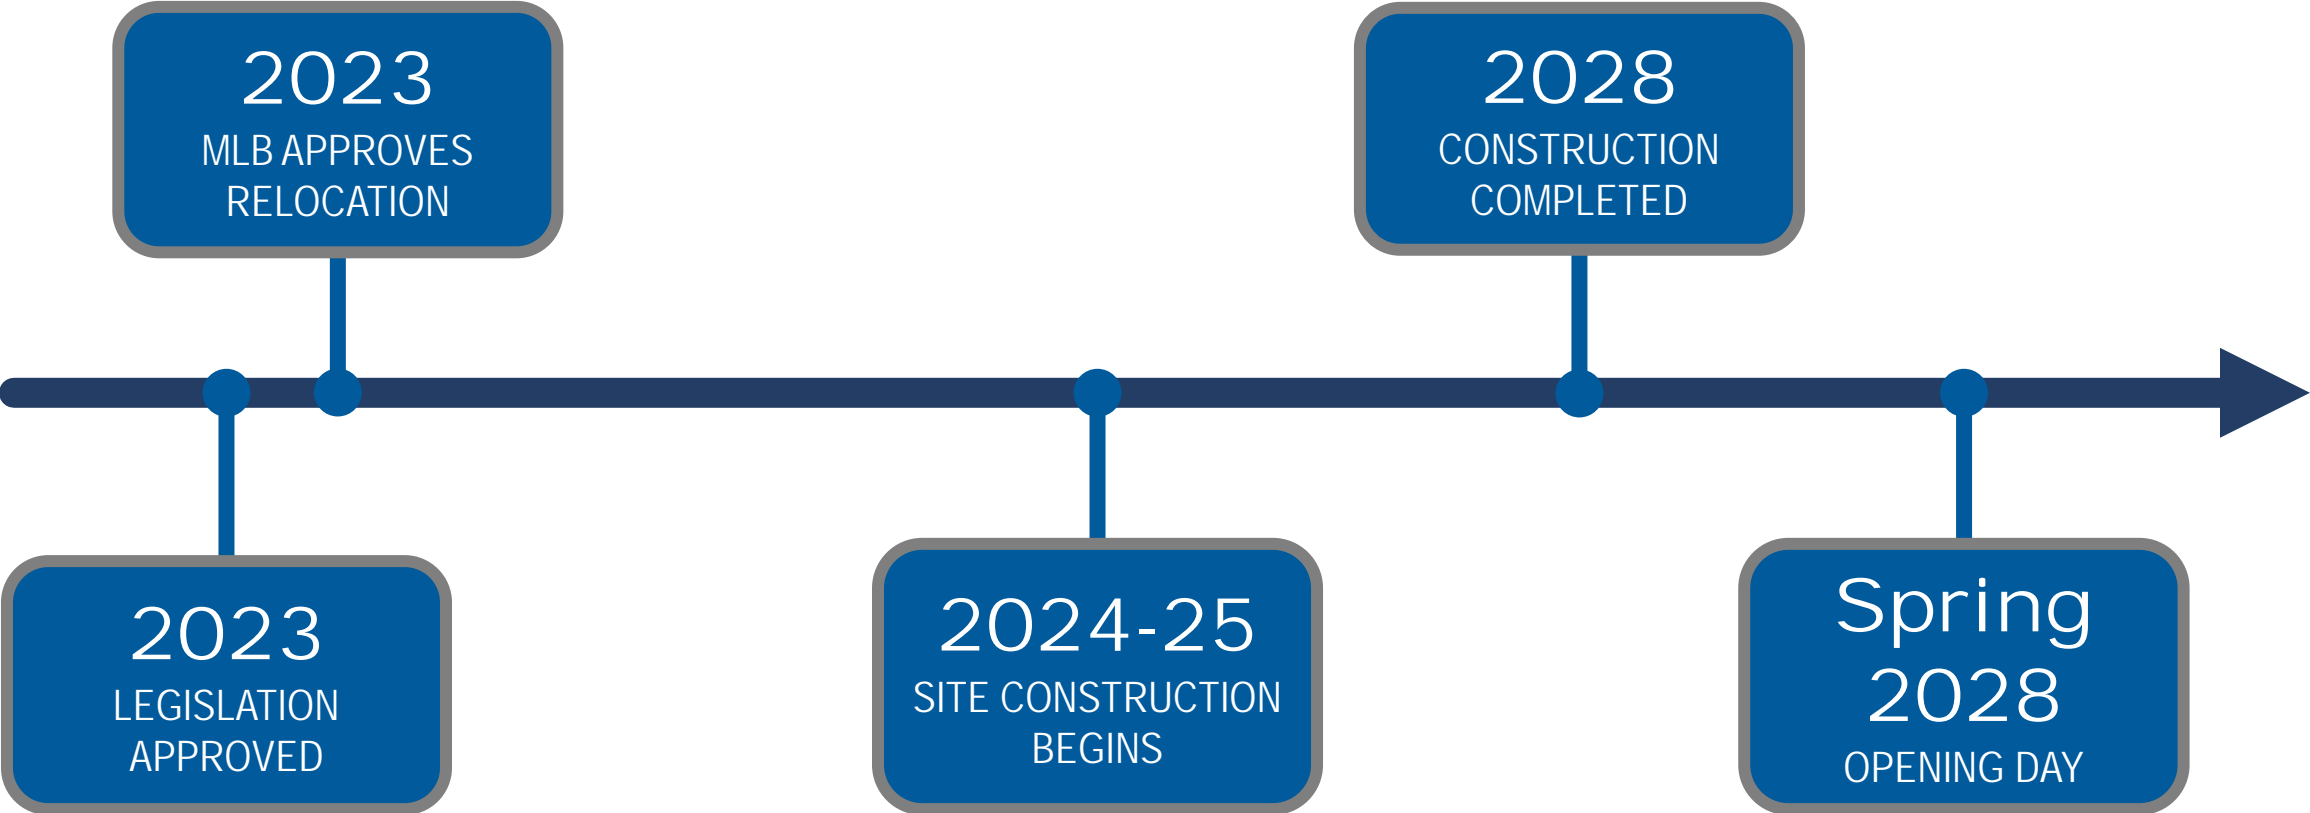 2023
MLB APPROVES
RELOCATION
2028
CONSTRUCTION
COMPLETED
2023
LEGISLATION
APPROVED
2024-25
SITE CONSTRUCTION
BEGINS
Spring
2028
OPENING DAY